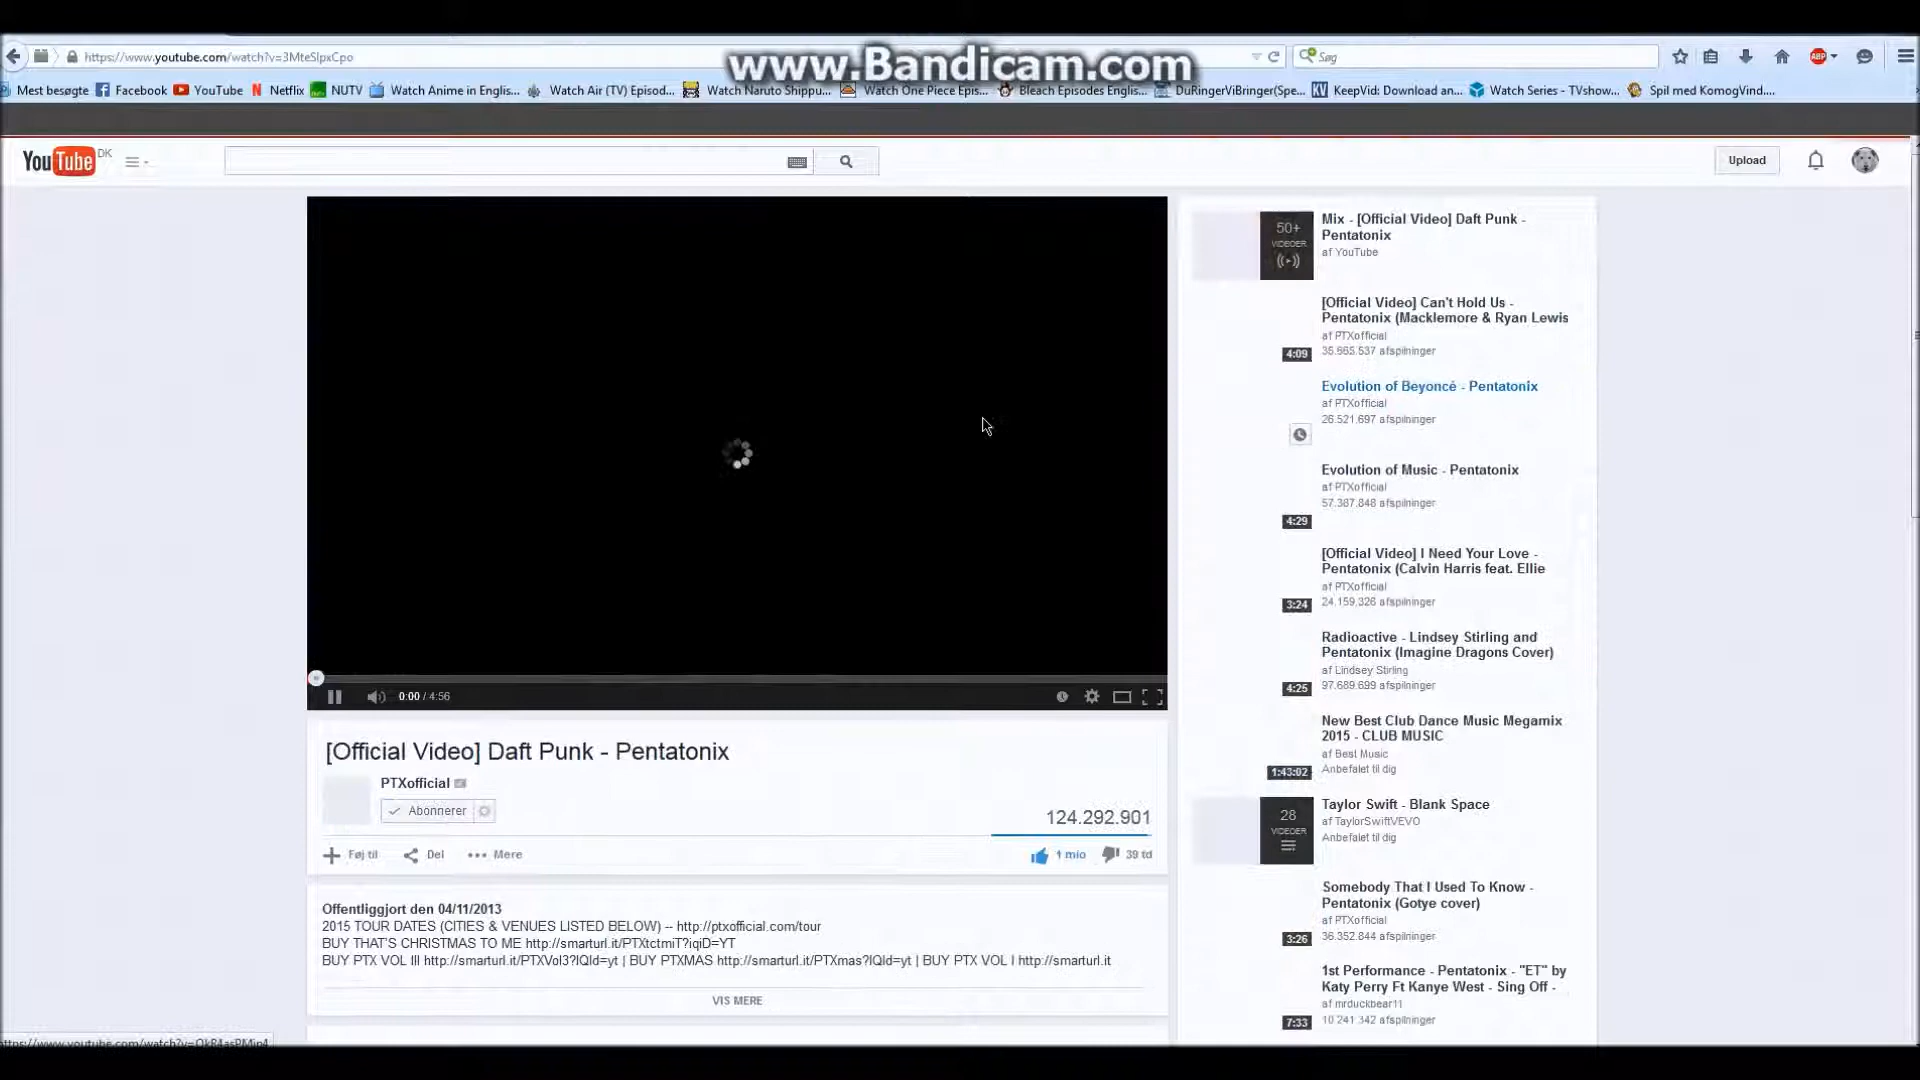 www.Bandicam.com
https://www.youtube.com/watch?v=3MteSlpxCpo
Søg
ABP
Mest besøgte Facebook YouTube Netflix NUTV Watch Anime in Englis... Watch Air (TV) Episod... Watch Naruto Shippu... Watch One Piece Epis... Bleach Episodes Englis... DuRingerViBringer(Spe... KeepVid: Download an... Watch Series - TVshow... Spil med KomogVind....
YouTube DK
Upload
0:00 / 4:56
[Official Video] Daft Punk - Pentatonix
PTXofficial
Abonnerer
124.292.901
Føj til Del Mere
1 mio 39 td
Offentliggjort den 04/11/2013
2015 TOUR DATES (CITIES & VENUES LISTED BELOW) -- http://ptxofficial.com/tour
BUY THAT'S CHRISTMAS TO ME http://smarturl.it/PTXtctmiT?iqiD=YT
BUY PTX VOL III http://smarturl.it/PTXVol3?IQId=yt | BUY PTXMAS http://smarturl.it/PTXmas?IQId=yt | BUY PTX VOL I http://smarturl.it
VIS MERE
50+
VIDEOER
Mix - [Official Video] Daft Punk -
Pentatonix
af YouTube
[Official Video] Can't Hold Us -
Pentatonix (Macklemore & Ryan Lewis
af PTXofficial
35.665.537 afspilninger
4:09
Evolution of Beyoncé - Pentatonix
af PTXofficial
26.521.697 afspilninger
Evolution of Music - Pentatonix
af PTXofficial
57.387.848 afspilninger
4:29
[Official Video] I Need Your Love -
Pentatonix (Calvin Harris feat. Ellie
af PTXofficial
24.159.326 afspilninger
3:24
Radioactive - Lindsey Stirling and
Pentatonix (Imagine Dragons Cover)
af Lindsey Stirling
97.689.699 afspilninger
4:25
New Best Club Dance Music Megamix
2015 - CLUB MUSIC
af Best Music
Anbefalet til dig
1:43:02
28
VIDEOER
Taylor Swift - Blank Space
af TaylorSwiftVEVO
Anbefalet til dig
Somebody That I Used To Know -
(Gotye cover)
af PTXofficial
36.352.844 afspilninger
3:26
1st Performance - Pentatonix - "ET" by
Katy Perry Ft Kanye West - Sing Off -
af mrduckbear11
10.241.342 afspilninger
7:33